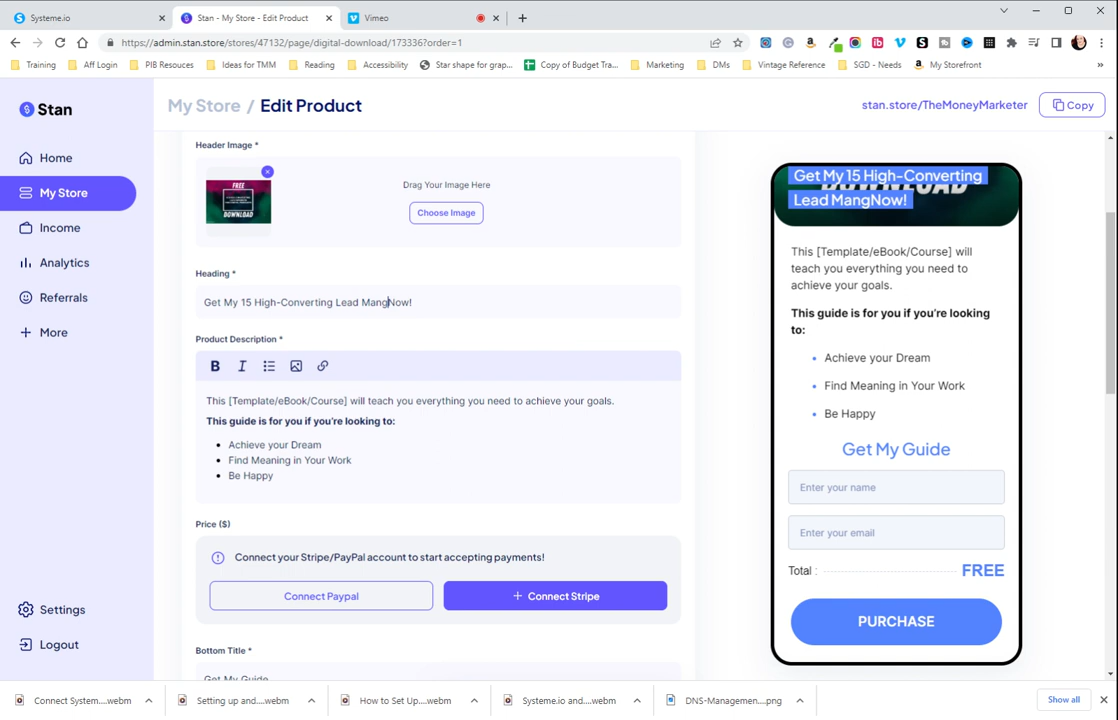 Systeme.io
Stan - My Store - Edit Product
Vimeo
https://admin.stan.store/stores/47132/page/digital-download/173336?order=1
Training
Aff Login
PIB Resouces
Ideas for TMM
Reading
Accessibility
Star shape for grap...
Copy of Budget Tra...
Marketing
DMs
Vintage Reference
SGD - Needs
My Storefront
Stan
My Store / Edit Product
stan.store/TheMoneyMarketer
Copy
Home
My Store
Income
Analytics
Referrals
More
Settings
Logout
Header Image *
FREE
DOWNLOAD
Drag Your Image Here
Choose Image
Heading *
Get My 15 High-Converting Lead MangNow!
Product Description *
This [Template/eBook/Course] will teach you everything you need to achieve your goals.
This guide is for you if you're looking to:
Achieve your Dream
Find Meaning in Your Work
Be Happy
Price ($)
Connect your Stripe/PayPal account to start accepting payments!
Connect Paypal
+ Connect Stripe
Bottom Title *
Get My Guide
Get My 15 High-Converting
Lead MangNow!
DOWNLOAD
This [Template/eBook/Course] will
teach you everything you need to
achieve your goals.
This guide is for you if you're looking
to:
Achieve your Dream
Find Meaning in Your Work
Be Happy
Get My Guide
Enter your name
Enter your email
Total :
FREE
PURCHASE
Connect System....webm
Setting up and....webm
How to Set Up....webm
Systeme.io and....webm
DNS-Managemen....png
Show all